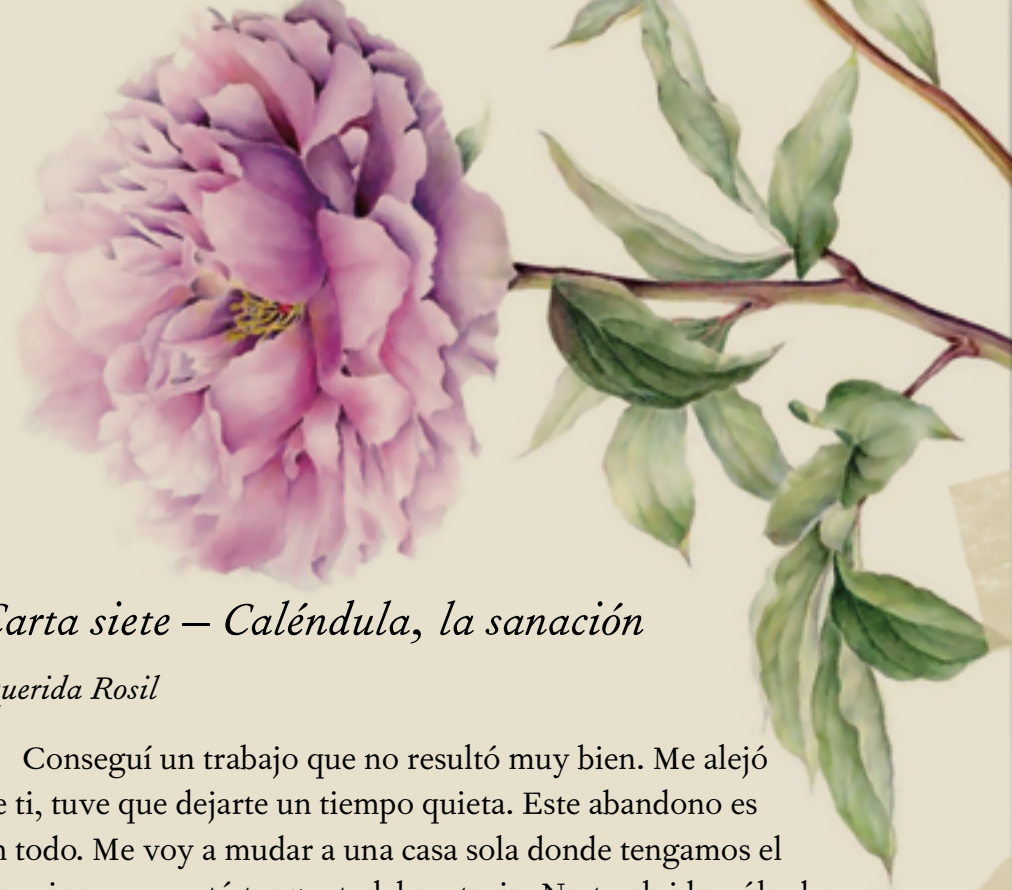 Carta siete — Caléndula, la sanación
querida Rosil
Conseguí un trabajo que no resultó muy bien. Me alejó
e ti, tuve que dejarte un tiempo quieta. Este abandono es
n todo. Me voy a mudar a una casa sola donde tengamos el